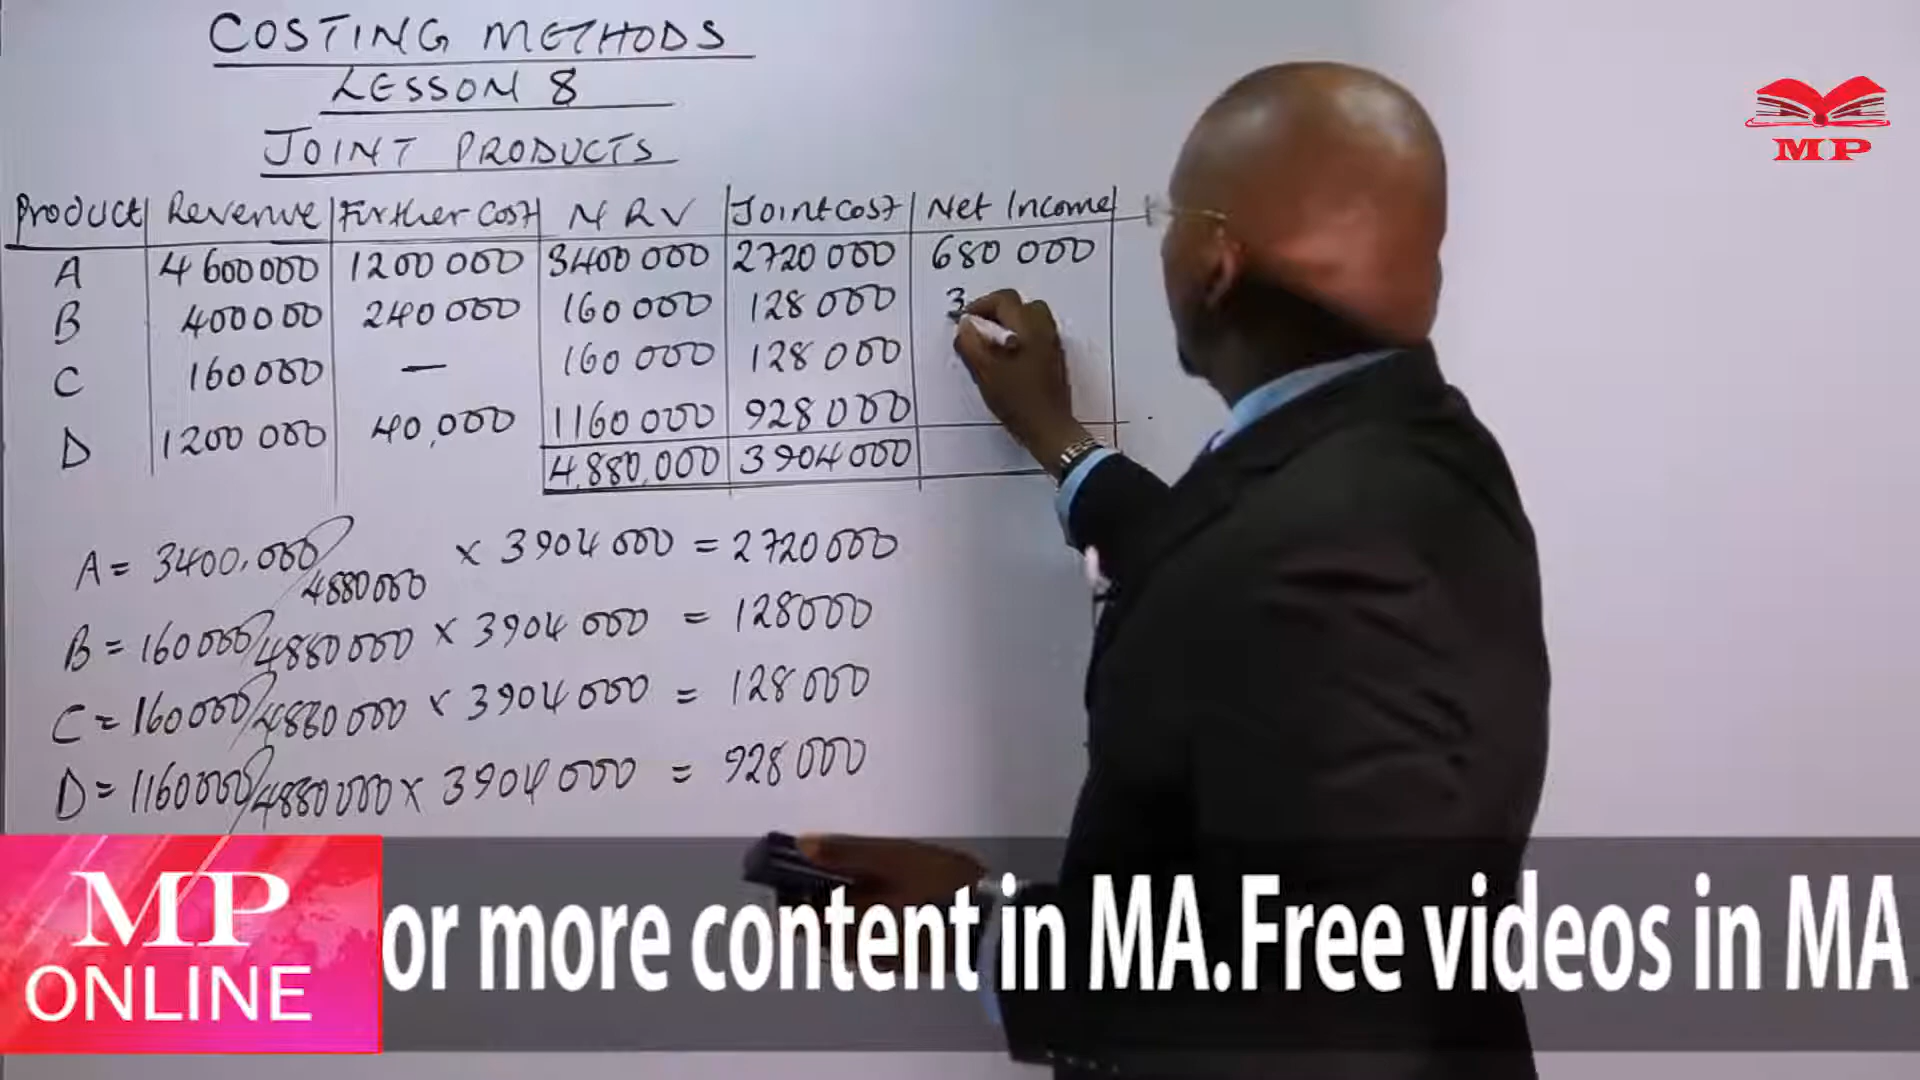 COSTING METHODS
LESSON 8
JOINT PRODUCTS
Product Revenue Further Cost NRV Joint Cost Net Income
A 4600000 1200000 3400000 2720000 680000
B 400000 240000 160000 128000 3
C 160000 — 160000 128000
D 1200000 40,000 1160000 928000
4,880,000 3904000
A = 3400,000/4880000 × 3904000 = 2720000
B = 160000/4880000 × 3904000 = 128000
C = 160000/4880000 × 3904000 = 128000
D = 1160000/4880000 × 3904000 = 928000
MP
MP
ONLINE
or more content in MA.Free videos in MA